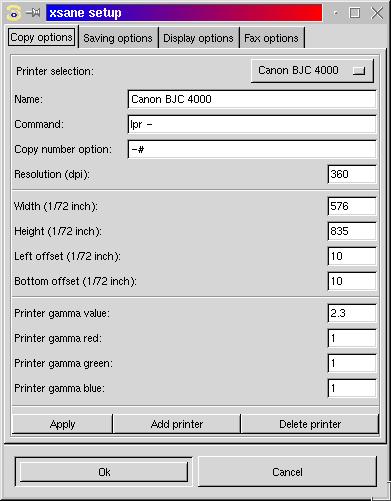 xsane setup
Copy options Saving options Display options Fax options
Printer selection: Canon BJC 4000
Name: Canon BJC 4000
Command: lpr -
Copy number option: -#
Resolution (dpi): 360
Width (1/72 inch): 576
Height (1/72 inch): 835
Left offset (1/72 inch): 10
Bottom offset (1/72 inch): 10
Printer gamma value: 2.3
Printer gamma red: 1
Printer gamma green: 1
Printer gamma blue: 1
Apply Add printer Delete printer
Ok Cancel